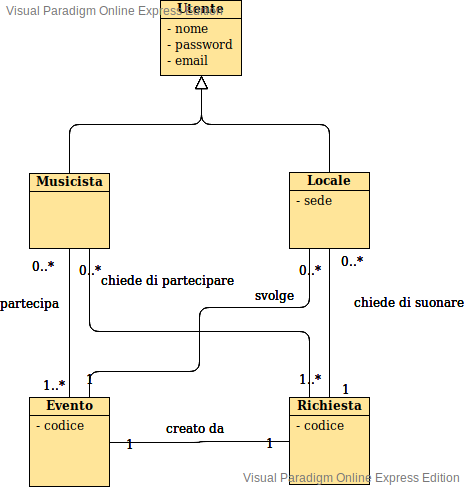 Visual Paradigm Online Express Edition
Utente
- nome
- password
- email
Musicista
Locale
- sede
0..*
0..*
0..*
0..*
chiede di partecipare
partecipa
svolge
chiede di suonare
1..*
1
1..*
1
Evento
- codice
Richiesta
- codice
creato da
1
1
Visual Paradigm Online Express Edition